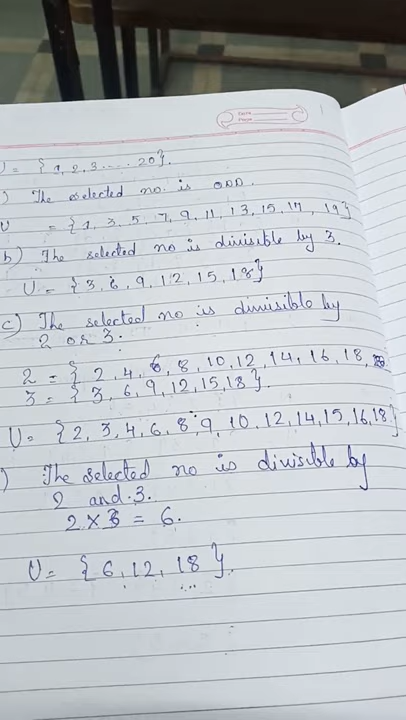 U = {1, 2, 3 .... 20}.
) The selected no. is ODD.
U = {1, 3, 5, 7, 9, 11, 13, 15, 17, 19}
b) The selected no is divisible by 3.
U = {3, 6, 9, 12, 15, 18}
c) The selected no is divisible by
2 or 3.
2 = {2, 4, 6, 8, 10, 12, 14, 16, 18, 20
3 = {3, 6, 9, 12, 15, 18}.
U = {2, 3, 4, 6, 8, 9, 10, 12, 14, 15, 16, 18}
) The selected no is divisible by
2 and 3.
2 × 3 = 6.
U = {6, 12, 18}.